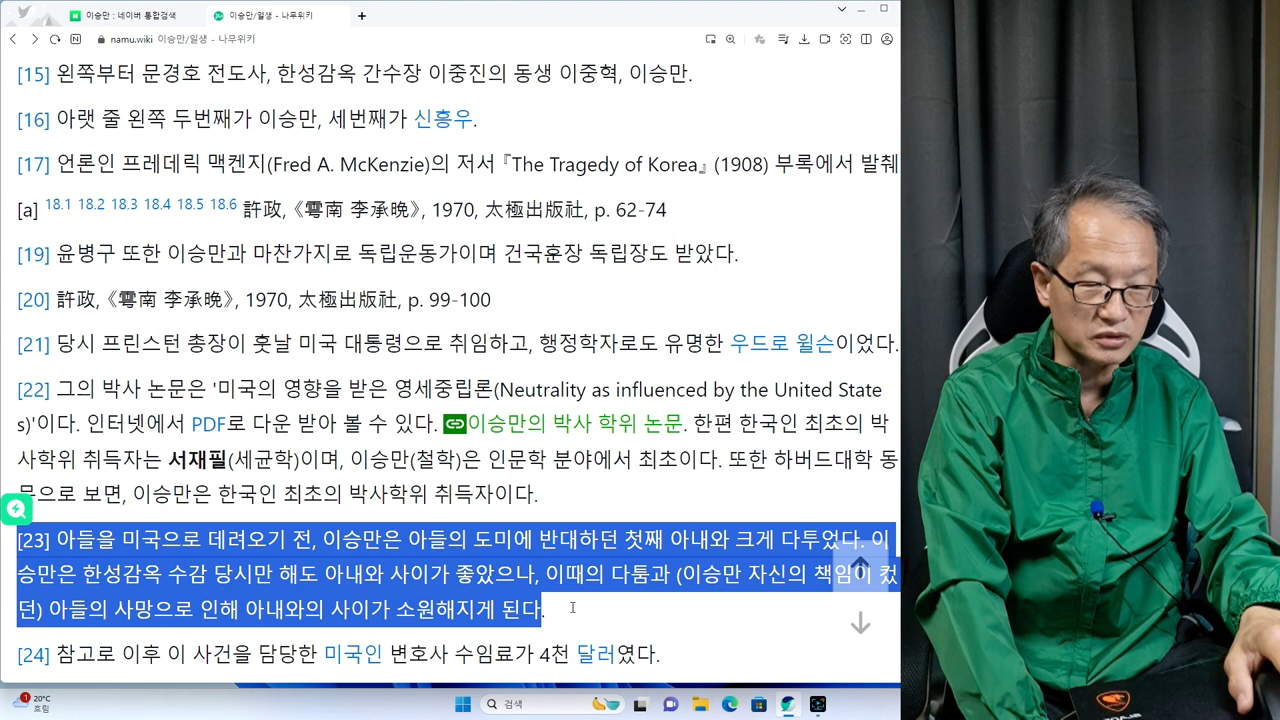 이승만 : 네이버 통합검색
이승만/일생 - 나무위키
namu.wiki 이승만/일생 - 나무위키
[15] 왼쪽부터 문경호 전도사, 한성감옥 간수장 이중진의 동생 이중혁, 이승만.
[16] 아랫 줄 왼쪽 두번째가 이승만, 세번째가 신흥우.
[17] 언론인 프레데릭 맥켄지(Fred A. McKenzie)의 저서 『The Tragedy of Korea』 (1908) 부록에서 발췌
[a] 18.1 18.2 18.3 18.4 18.5 18.6 許政, 《雩南 李承晩》, 1970, 太極出版社, p. 62-74
[19] 윤병구 또한 이승만과 마찬가지로 독립운동가이며 건국훈장 독립장도 받았다.
[20] 許政, 《雩南 李承晩》, 1970, 太極出版社, p. 99-100
[21] 당시 프린스턴 총장이 훗날 미국 대통령으로 취임하고, 행정학자로도 유명한 우드로 윌슨이었다.
[22] 그의 박사 논문은 '미국의 영향을 받은 영세중립론(Neutrality as influenced by the United State
s)'이다. 인터넷에서 PDF로 다운 받아 볼 수 있다. 이승만의 박사 학위 논문. 한편 한국인 최초의 박
사학위 취득자는 서재필(세균학)이며, 이승만(철학)은 인문학 분야에서 최초이다. 또한 하버드대학 동
문으로 보면, 이승만은 한국인 최초의 박사학위 취득자이다.
[23] 아들을 미국으로 데려오기 전, 이승만은 아들의 도미에 반대하던 첫째 아내와 크게 다투었다. 이
승만은 한성감옥 수감 당시만 해도 아내와 사이가 좋았으나, 이때의 다툼과 (이승만 자신의 책임이 컸
던) 아들의 사망으로 인해 아내와의 사이가 소원해지게 된다.
[24] 참고로 이후 이 사건을 담당한 미국인 변호사 수임료가 4천 달러였다.
1
20°C
흐림
검색
COUGAR